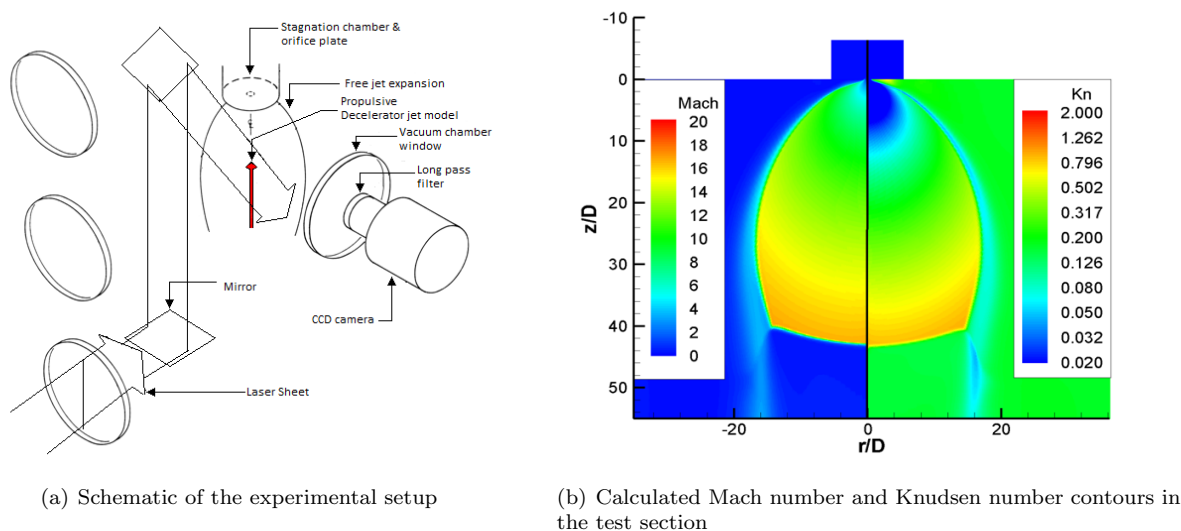 Stagnation chamber &
orifice plate
Free jet expansion
Propulsive
Decelerator jet model
Vacuum chamber
window
Long pass
filter
Mirror
CCD camera
Laser Sheet
(a) Schematic of the experimental setup
-10
0
10
20
30
40
50
z/D
Mach
20
18
16
14
12
10
8
6
4
2
0
Kn
2.000
1.262
0.796
0.502
0.317
0.200
0.126
0.080
0.050
0.032
0.020
-20
0
20
r/D
(b) Calculated Mach number and Knudsen number contours in
the test section